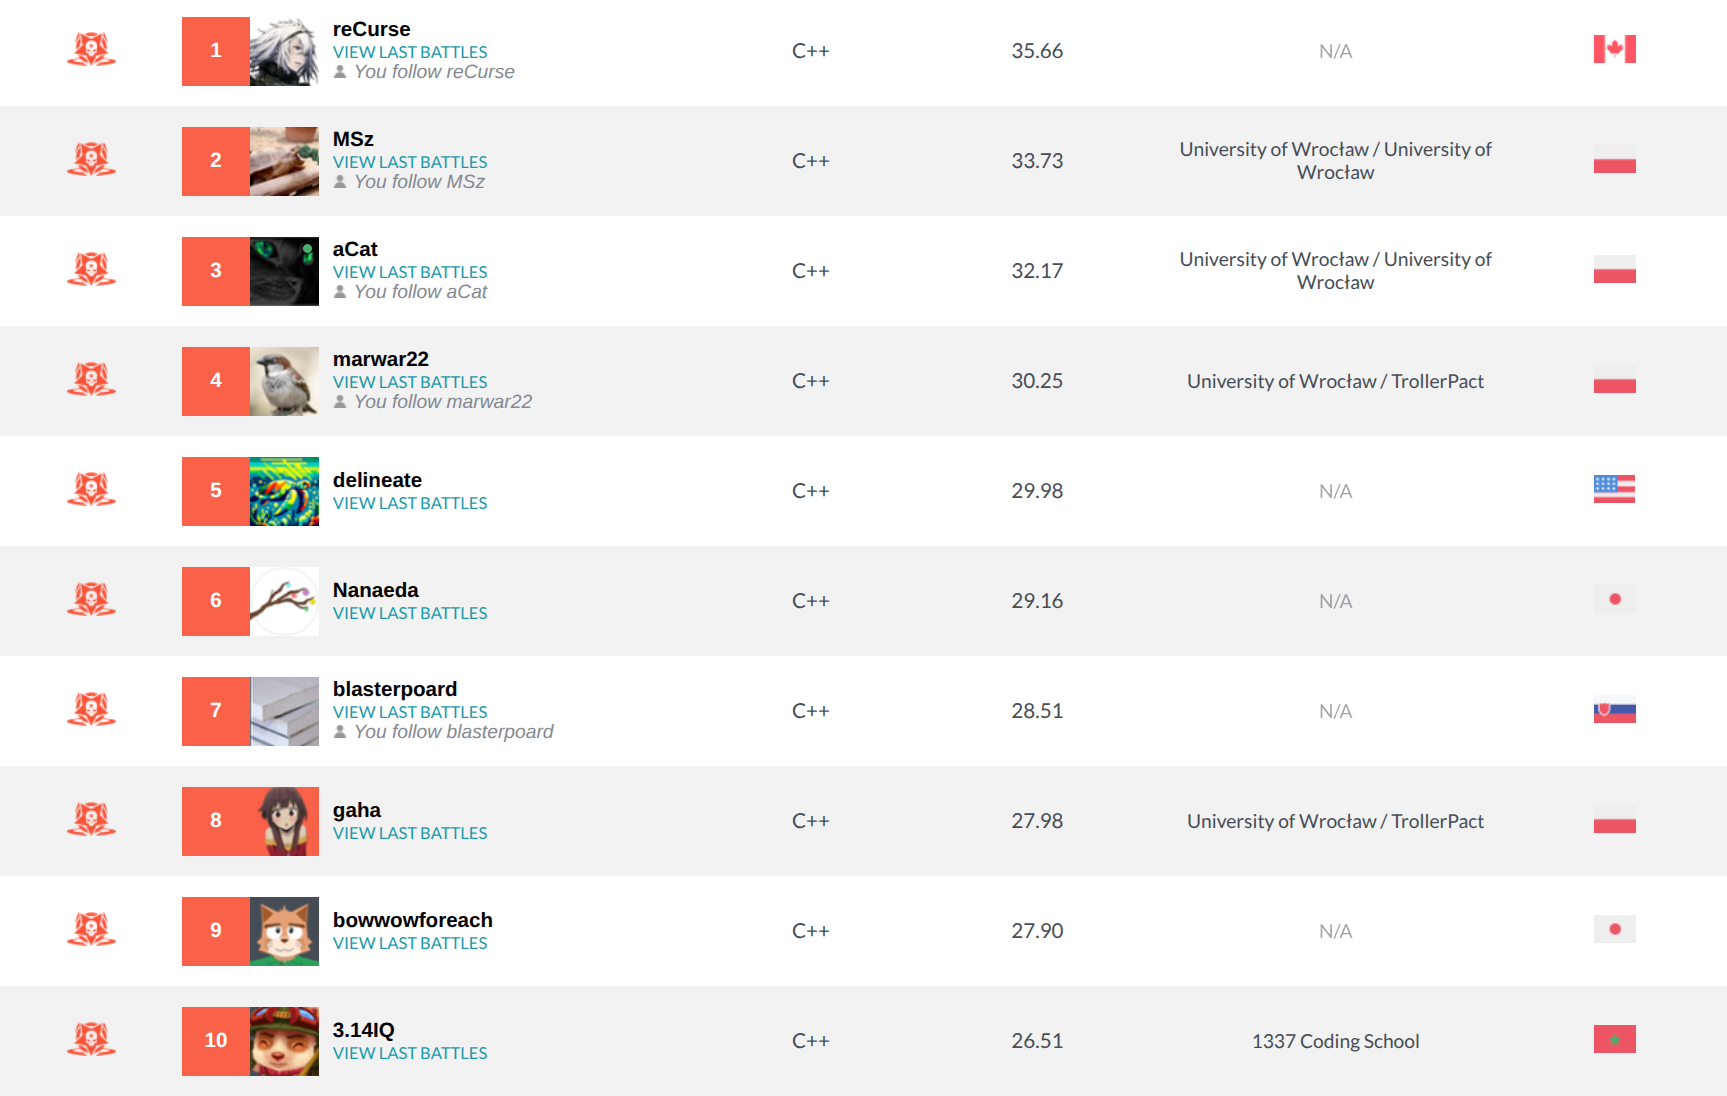 1
reCurse
VIEW LAST BATTLES
You follow reCurse
C++
35.66
N/A
2
MSz
VIEW LAST BATTLES
You follow MSz
C++
33.73
University of Wrocław / University of
Wrocław
3
aCat
VIEW LAST BATTLES
You follow aCat
C++
32.17
University of Wrocław / University of
Wrocław
4
marwar22
VIEW LAST BATTLES
You follow marwar22
C++
30.25
University of Wrocław / TrollerPact
5
delineate
VIEW LAST BATTLES
C++
29.98
N/A
6
Nanaeda
VIEW LAST BATTLES
C++
29.16
N/A
7
blasterpoard
VIEW LAST BATTLES
You follow blasterpoard
C++
28.51
N/A
8
gaha
VIEW LAST BATTLES
C++
27.98
University of Wrocław / TrollerPact
9
bowwowforeach
VIEW LAST BATTLES
C++
27.90
N/A
10
3.14IQ
VIEW LAST BATTLES
C++
26.51
1337 Coding School